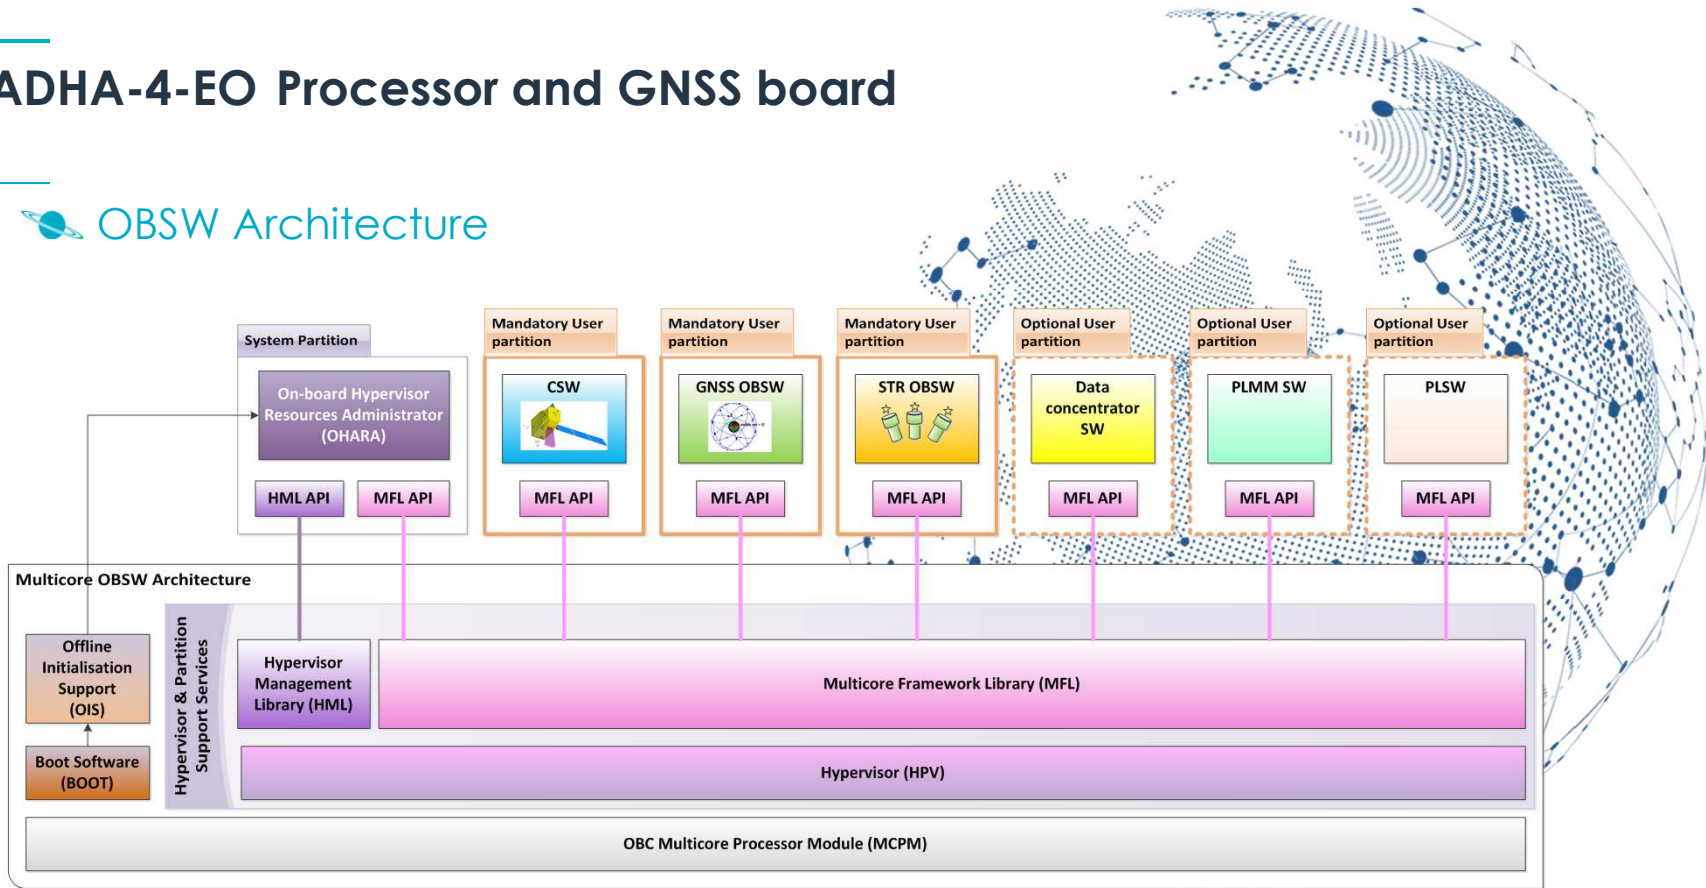 ADHA-4-EO Processor and GNSS board
OBSW Architecture
System Partition
On-board Hypervisor
Resources Administrator
(OHARA)
HML API
MFL API
Mandatory User
partition
CSW
MFL API
Mandatory User
partition
GNSS OBSW
MFL API
Mandatory User
partition
STR OBSW
MFL API
Optional User
partition
Data
concentrator
SW
MFL API
Optional User
partition
PLMM SW
MFL API
Optional User
partition
PLSW
MFL API
Multicore OBSW Architecture
Offline
Initialisation
Support
(OIS)
Boot Software
(BOOT)
Hypervisor & Partition
Support Services
Hypervisor
Management
Library (HML)
Multicore Framework Library (MFL)
Hypervisor (HPV)
OBC Multicore Processor Module (MCPM)